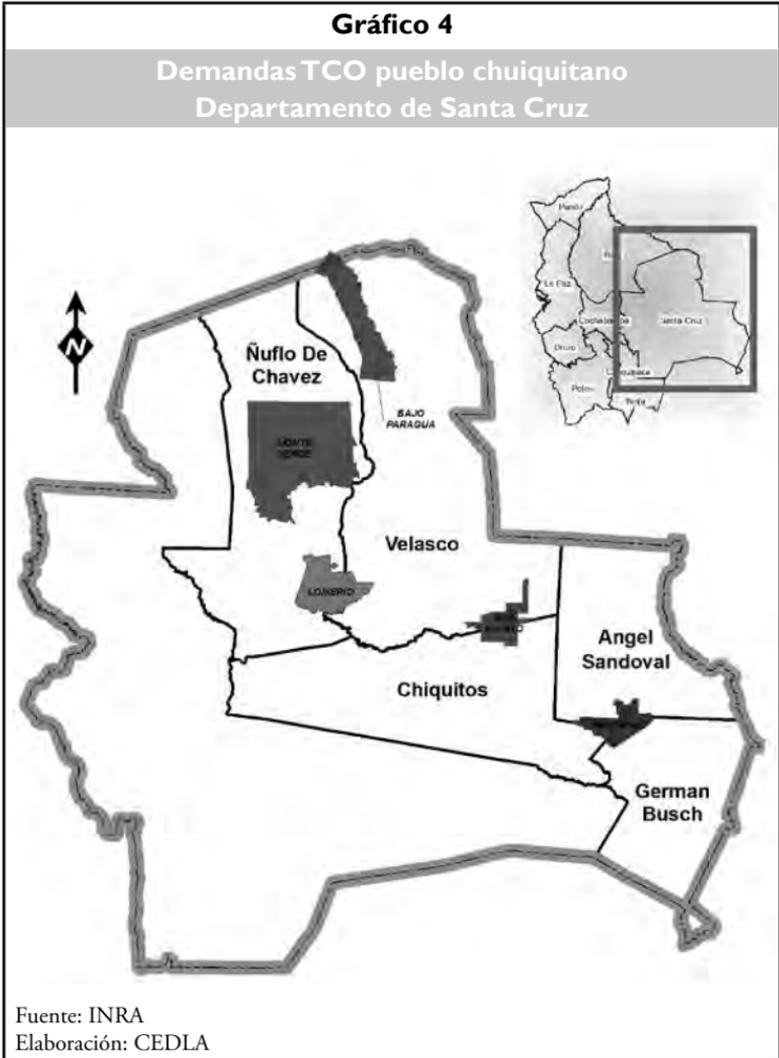 Gráfico 4
Demandas TCO pueblo chuiquitano
Departamento de Santa Cruz
Pando
La Paz
Cochabamba
Santa Cruz
Oruro
Potosí
Tarija
N
Ñuflo De
Chavez
BAJO
PARAGUA
MONTE
VERDE
Velasco
LOMERIO
Angel
Sandoval
Chiquitos
German
Busch
Fuente: INRA
Elaboración: CEDLA